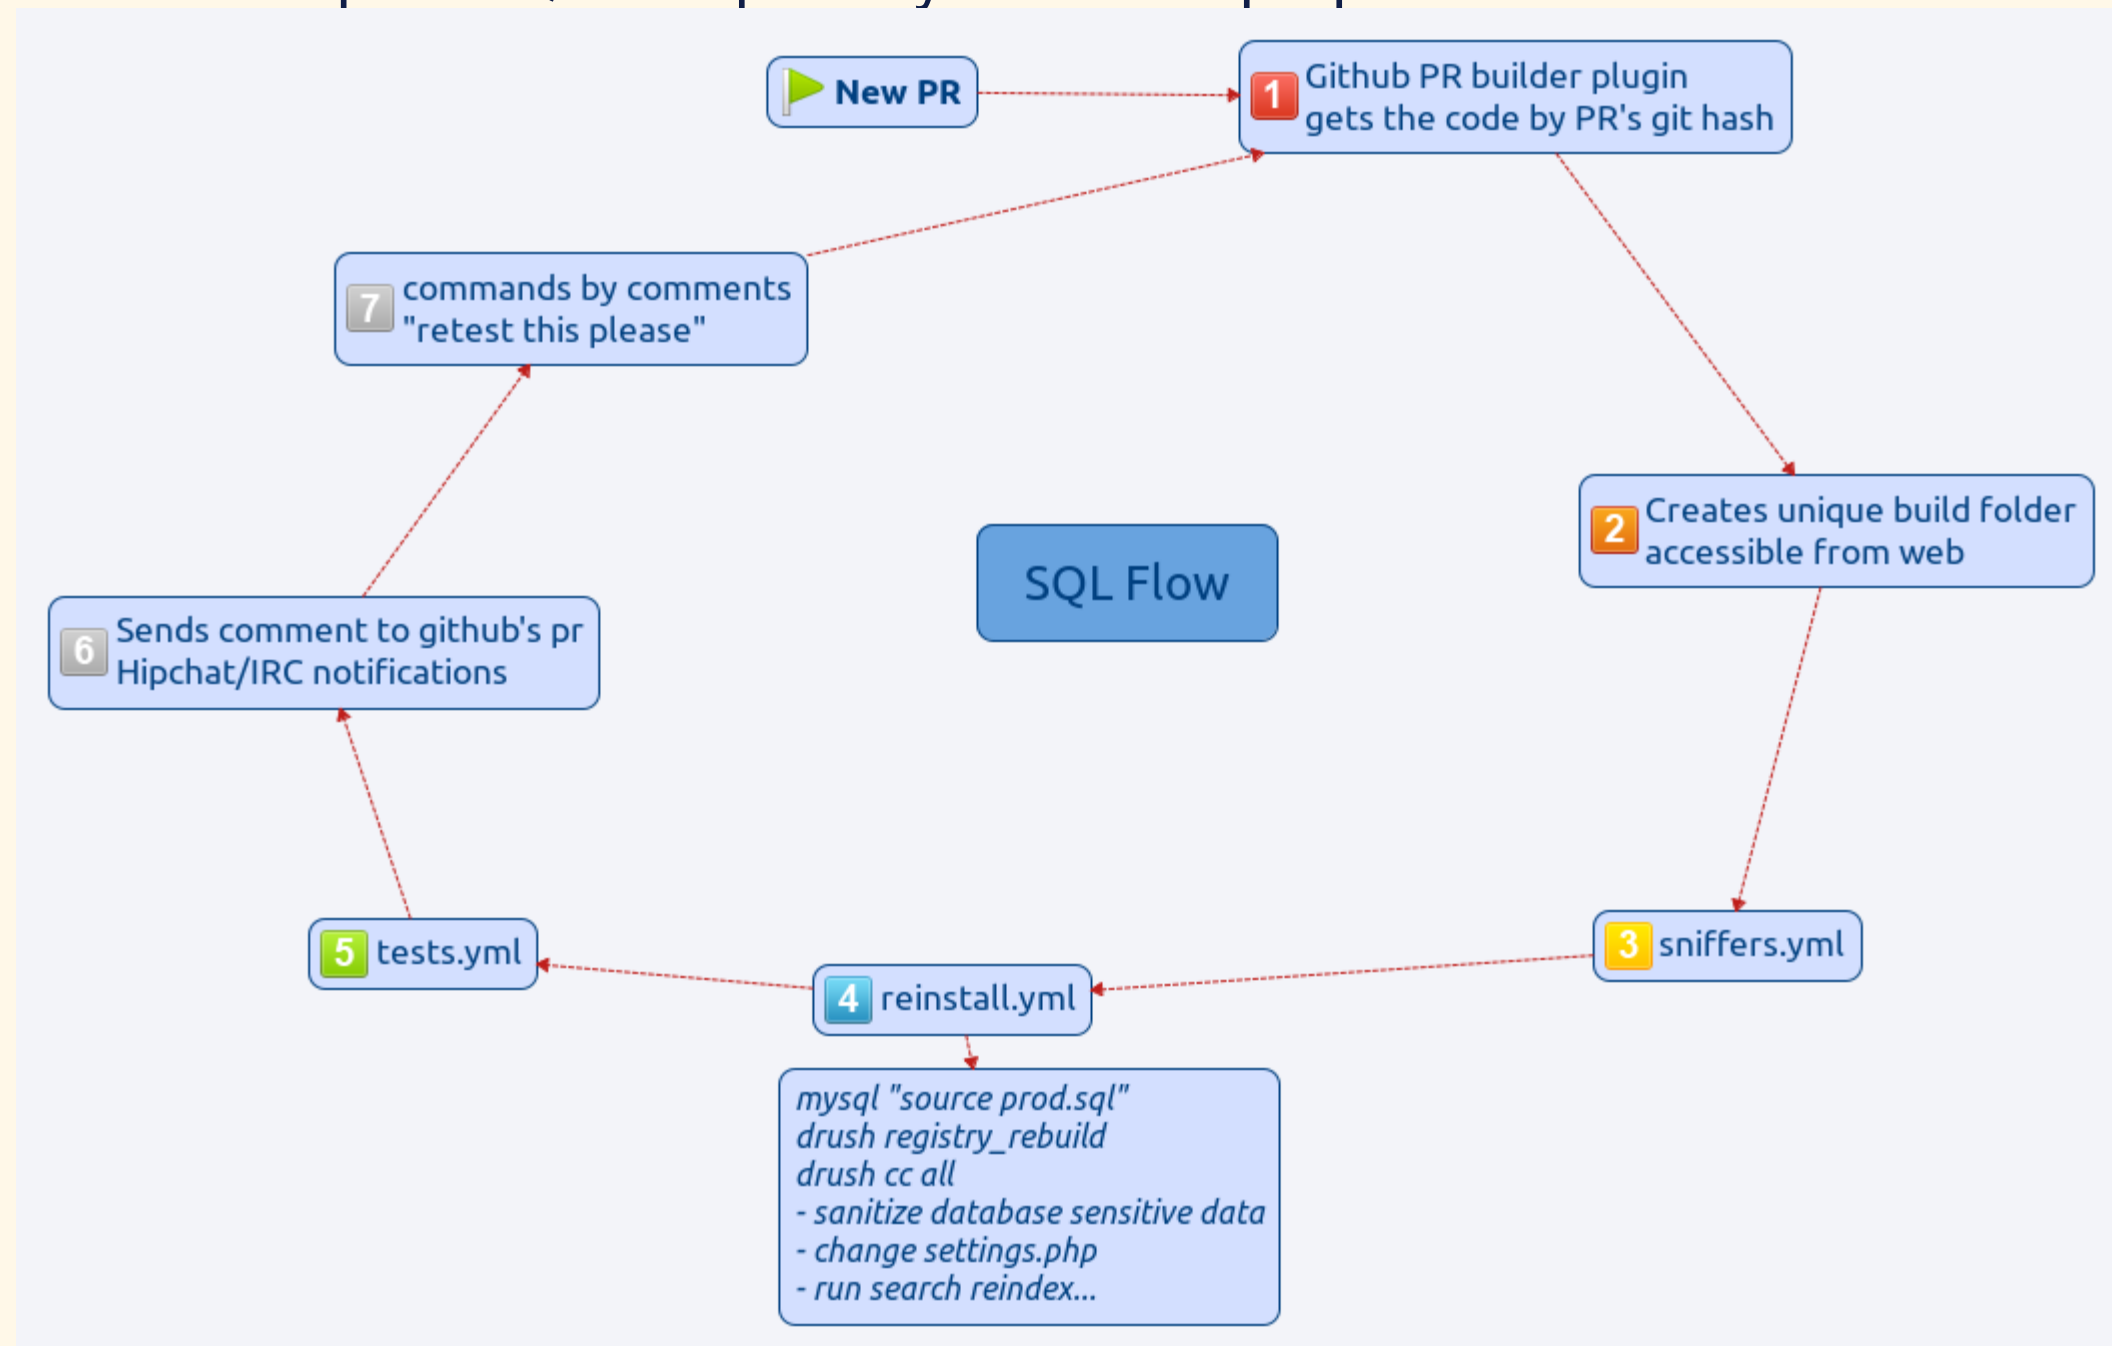 New PR
1 Github PR builder plugin
gets the code by PR's git hash
7 commands by comments
"retest this please"
2 Creates unique build folder
accessible from web
SQL Flow
6 Sends comment to github's pr
Hipchat/IRC notifications
5 tests.yml
4 reinstall.yml
3 sniffers.yml
mysql "source prod.sql"
drush registry_rebuild
drush cc all
- sanitize database sensitive data
- change settings.php
- run search reindex...